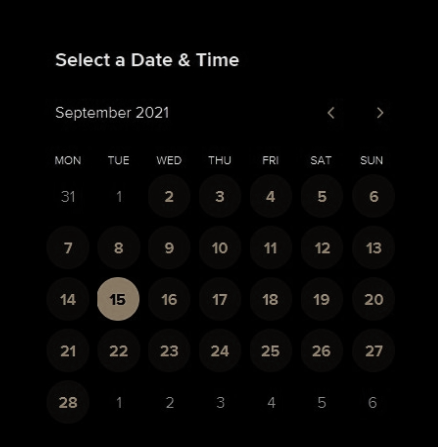 Select a Date & Time
September 2021
MON TUE WED THU FRI SAT SUN
31 1 2 3 4 5 6
7 8 9 10 11 12 13
14 15 16 17 18 19 20
21 22 23 24 25 26 27
28 1 2 3 4 5 6